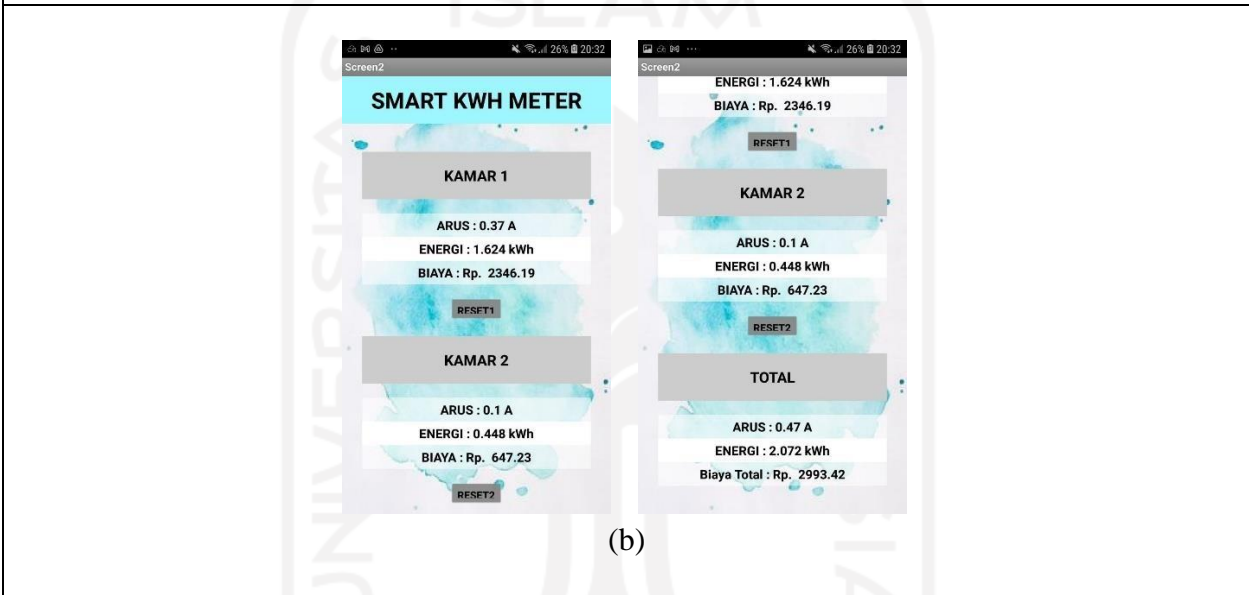 ISLAM
UNIVERSITAS
26% 20:32
Screen2
SMART KWH METER
KAMAR 1
ARUS : 0.37 A
ENERGI : 1.624 kWh
BIAYA : Rp. 2346.19
RESET1
KAMAR 2
ARUS : 0.1 A
ENERGI : 0.448 kWh
BIAYA : Rp. 647.23
RESET2
26% 20:32
Screen2
ENERGI : 1.624 kWh
BIAYA : Rp. 2346.19
RESET1
KAMAR 2
ARUS : 0.1 A
ENERGI : 0.448 kWh
BIAYA : Rp. 647.23
RESET2
TOTAL
ARUS : 0.47 A
ENERGI : 2.072 kWh
Biaya Total : Rp. 2993.42
(b)